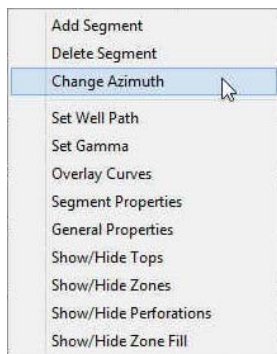 Add Segment
Delete Segment
Change Azimuth
Set Well Path
Set Gamma
Overlay Curves
Segment Properties
General Properties
Show/Hide Tops
Show/Hide Zones
Show/Hide Perforations
Show/Hide Zone Fill